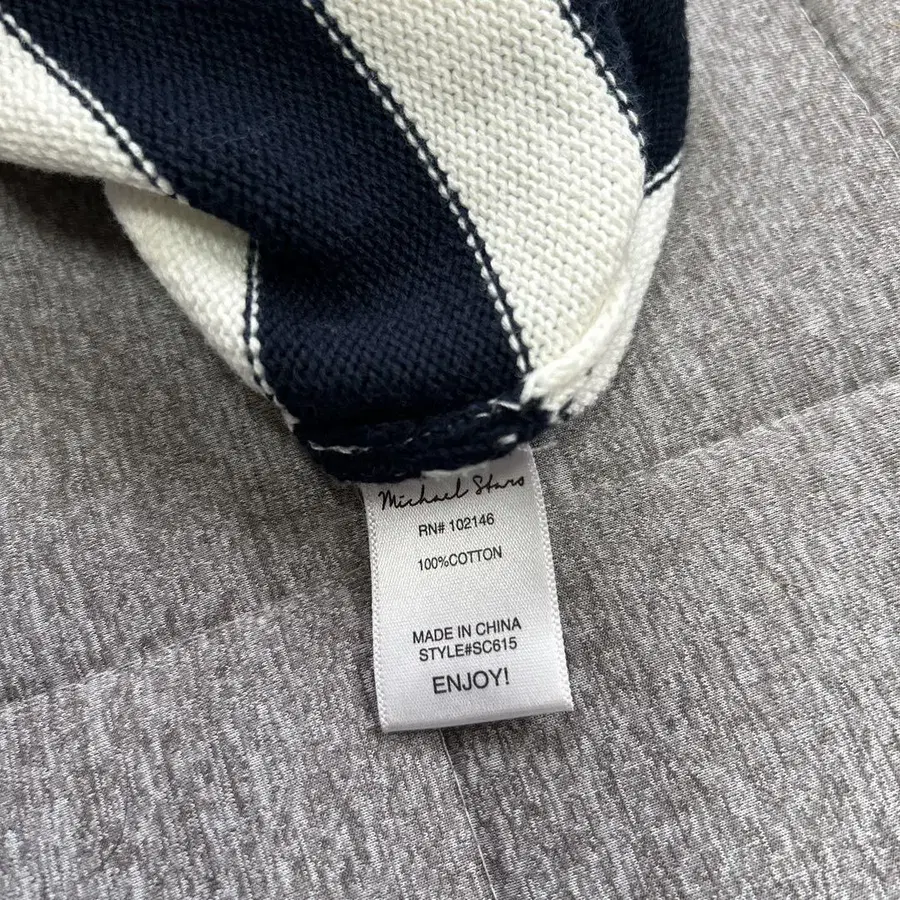 Michael Stars
RN# 102146
100%COTTON
MADE IN CHINA
STYLE#SC615
ENJOY!